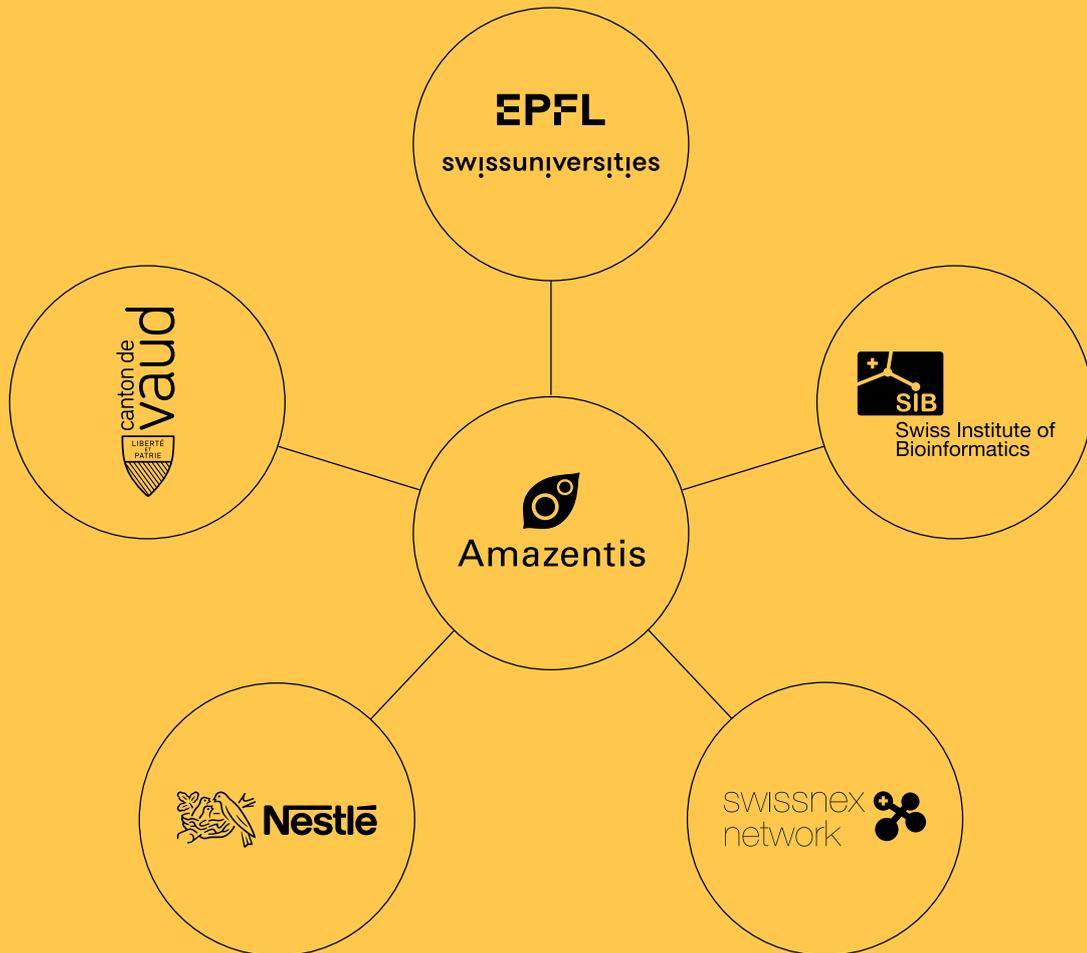 EPFL
swissuniversities
canton de
vaud
LIBERTÉ
ET
PATRIE
SIB
Swiss Institute of
Bioinformatics
Amazentis
Nestlé
swissnex
network